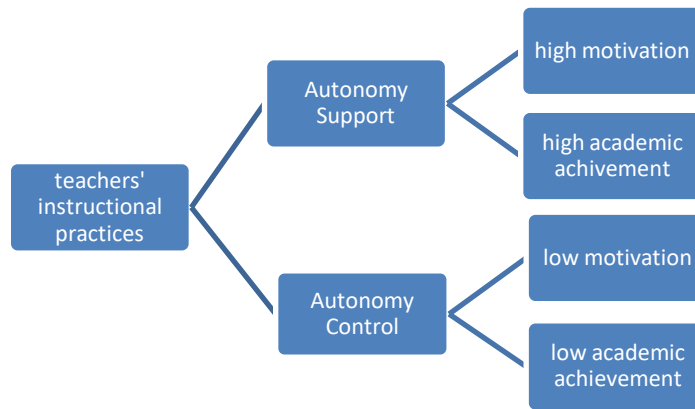 teachers'
instructional
practices
Autonomy
Support
high motivation
high academic
achivement
Autonomy
Control
low motivation
low academic
achievement